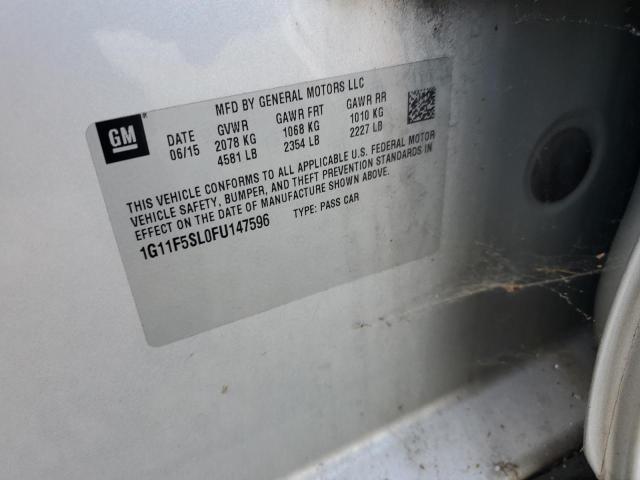 MFD BY GENERAL MOTORS LLC
GM
DATE GVWR GAWR FRT GAWR RR
06/15 2078 KG 1068 KG 1010 KG
4581 LB 2354 LB 2227 LB
THIS VEHICLE CONFORMS TO ALL APPLICABLE U.S. FEDERAL MOTOR
VEHICLE SAFETY, BUMPER, AND THEFT PREVENTION STANDARDS IN
EFFECT ON THE DATE OF MANUFACTURE SHOWN ABOVE.
1G11F5SL0FU147596 TYPE: PASS CAR